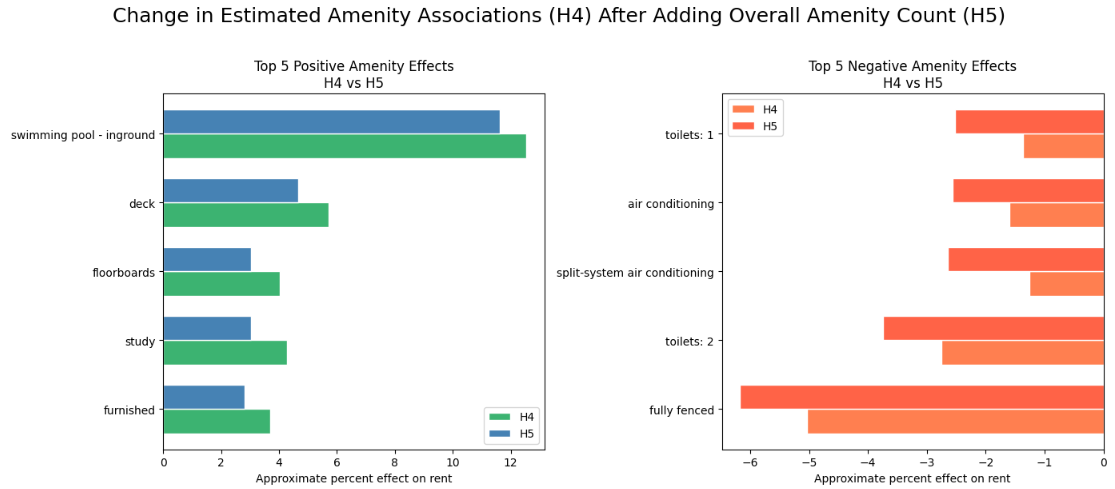 Change in Estimated Amenity Associations (H4) After Adding Overall Amenity Count (H5)
Top 5 Positive Amenity Effects
H4 vs H5
swimming pool - inground
deck
floorboards
study
furnished
H4
H5
0 2 4 6 8 10 12
Approximate percent effect on rent
Top 5 Negative Amenity Effects
H4 vs H5
H4
H5
toilets: 1
air conditioning
split-system air conditioning
toilets: 2
fully fenced
−6 −5 −4 −3 −2 −1 0
Approximate percent effect on rent